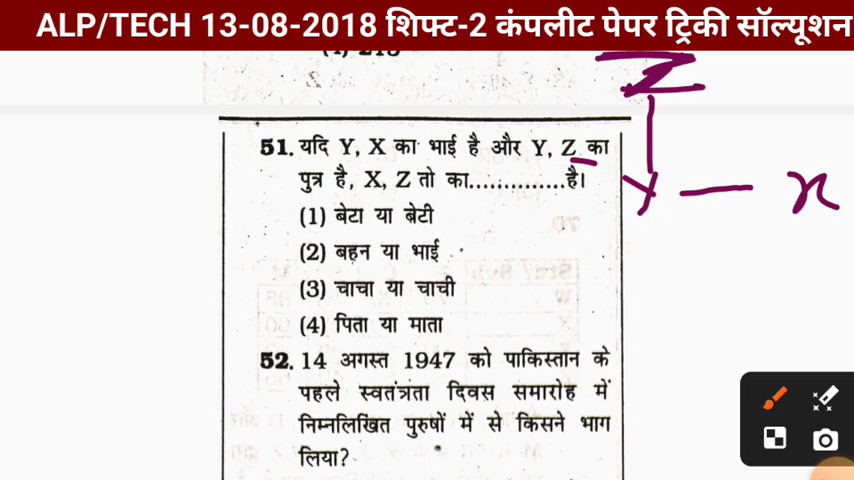 ALP/TECH 13-08-2018 शिफ्ट-2 कंपलीट पेपर ट्रिकी सॉल्यूशन
Z
51. यदि Y, X का भाई है और Y, Z का
पुत्र है, X, Z तो का..............है।
Y — x
(1) बेटा या बेटी
(2) बहन या भाई
(3) चाचा या चाची
(4) पिता या माता
52. 14 अगस्त 1947 को पाकिस्तान के
पहले स्वतंत्रता दिवस समारोह में
निम्नलिखित पुरुषों में से किसने भाग
लिया?